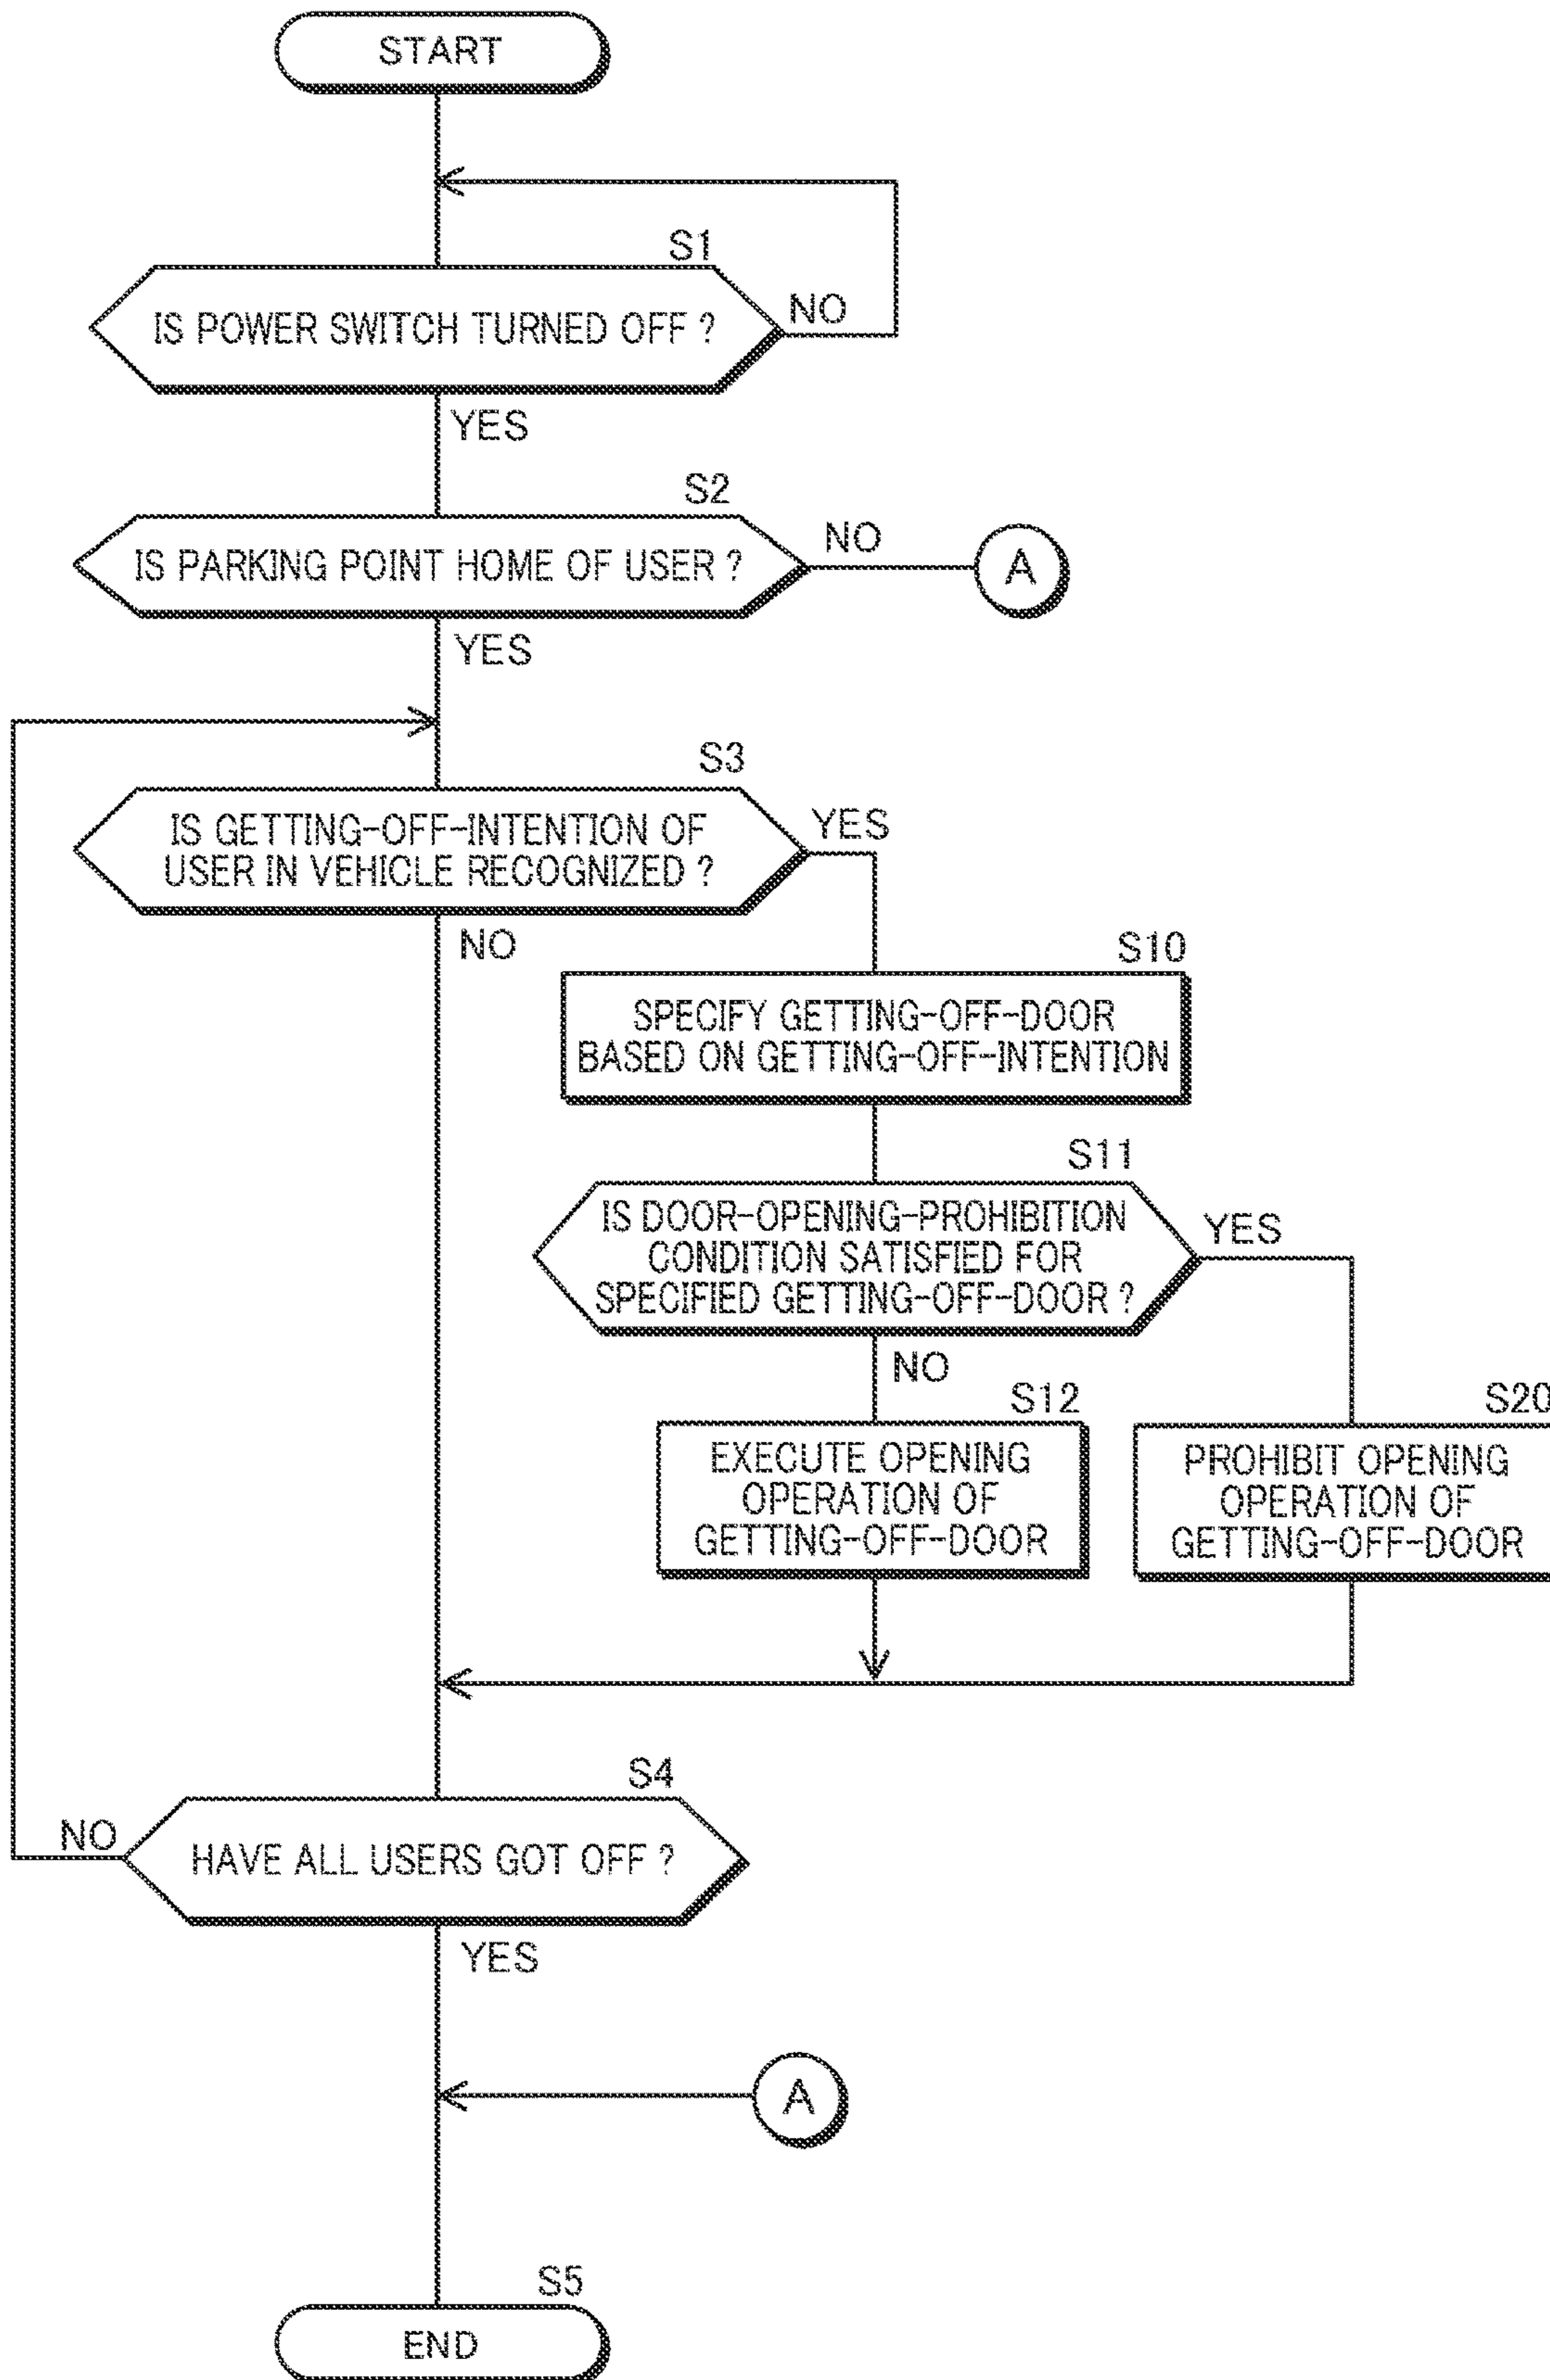 START
S1
IS POWER SWITCH TURNED OFF ?
NO
YES
S2
IS PARKING POINT HOME OF USER ?
NO
A
YES
S3
IS GETTING-OFF-INTENTION OF
USER IN VEHICLE RECOGNIZED ?
YES
NO
S10
SPECIFY GETTING-OFF-DOOR
BASED ON GETTING-OFF-INTENTION
S11
IS DOOR-OPENING-PROHIBITION
CONDITION SATISFIED FOR
SPECIFIED GETTING-OFF-DOOR ?
YES
NO
S12
EXECUTE OPENING
OPERATION OF
GETTING-OFF-DOOR
S20
PROHIBIT OPENING
OPERATION OF
GETTING-OFF-DOOR
S4
NO
HAVE ALL USERS GOT OFF ?
YES
A
S5
END